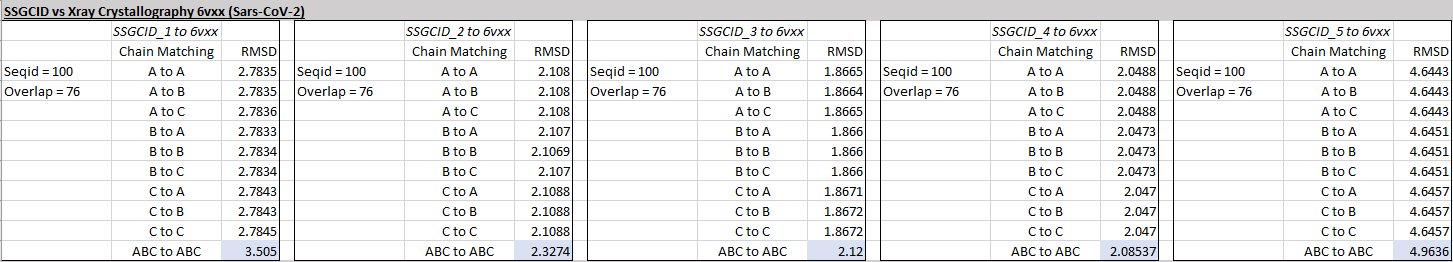 SSGCID vs Xray Crystallography 6vxx (Sars-CoV-2)
SSGCID_1 to 6vxx SSGCID_2 to 6vxx SSGCID_3 to 6vxx SSGCID_4 to 6vxx SSGCID_5 to 6vxx
Chain Matching RMSD Chain Matching RMSD Chain Matching RMSD Chain Matching RMSD Chain Matching RMSD
Seqid = 100 A to A 2.7835 Seqid = 100 A to A 2.108 Seqid = 100 A to A 1.8665 Seqid = 100 A to A 2.0488 Seqid = 100 A to A 4.6443
Overlap = 76 A to B 2.7835 Overlap = 76 A to B 2.108 Overlap = 76 A to B 1.8664 Overlap = 76 A to B 2.0488 Overlap = 76 A to B 4.6443
A to C 2.7836 A to C 2.108 A to C 1.8665 A to C 2.0488 A to C 4.6443
B to A 2.7833 B to A 2.107 B to A 1.866 B to A 2.0473 B to A 4.6451
B to B 2.7834 B to B 2.1069 B to B 1.866 B to B 2.0473 B to B 4.6451
B to C 2.7834 B to C 2.107 B to C 1.866 B to C 2.0473 B to C 4.6451
C to A 2.7843 C to A 2.1088 C to A 1.8671 C to A 2.047 C to A 4.6457
C to B 2.7843 C to B 2.1088 C to B 1.8672 C to B 2.047 C to B 4.6457
C to C 2.7845 C to C 2.1088 C to C 1.8672 C to C 2.047 C to C 4.6457
ABC to ABC 3.505 ABC to ABC 2.3274 ABC to ABC 2.12 ABC to ABC 2.08537 ABC to ABC 4.9636